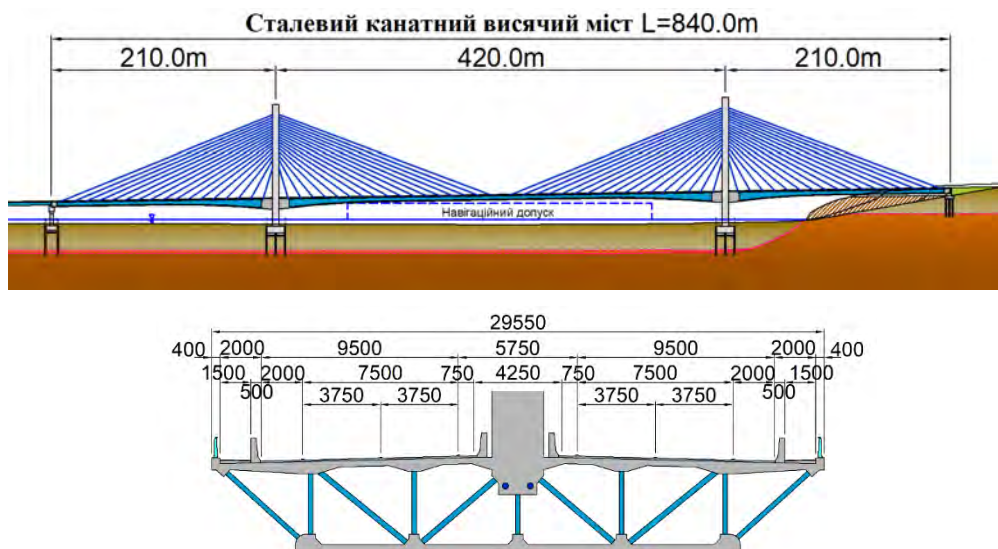 Сталевий канатний висячий міст L=840.0m
210.0m 420.0m 210.0m
Навігаційний допуск
29550
400 2000 9500 5750 9500 2000 400
1500 2000 7500 750 4250 750 7500 2000 1500
500 3750 3750 3750 3750 500